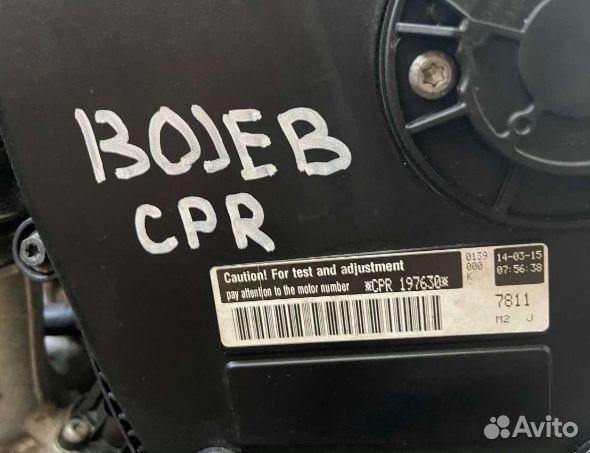 130JEB
CPR
Caution! For test and adjustment
pay attention to the motor number *CPR 197630*
0139
000
K
14-03-15
07:56:38
7811
M2 J
Avito